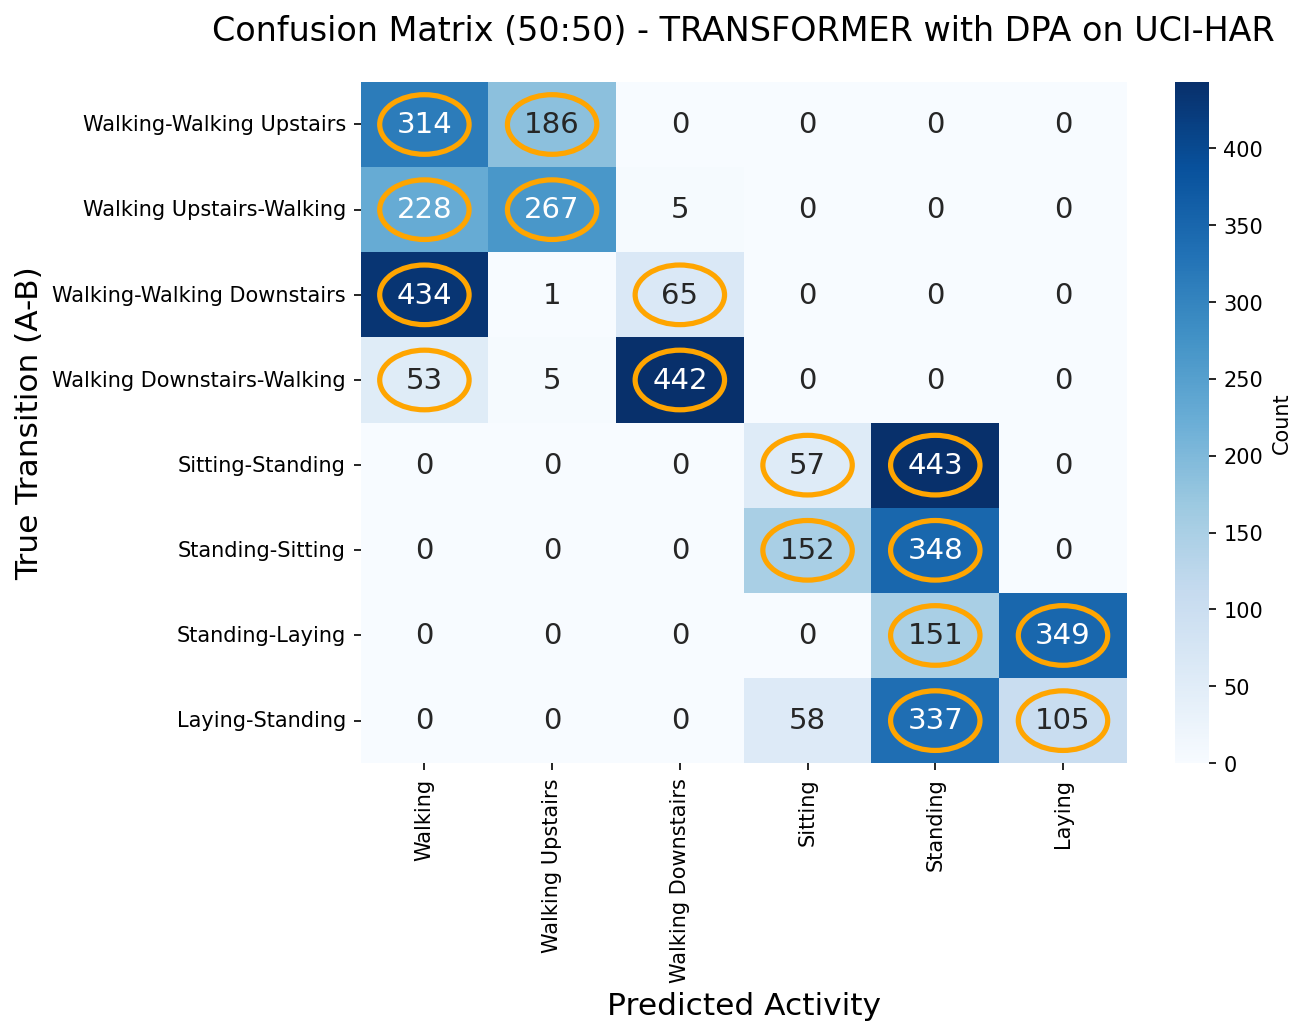 Confusion Matrix (50:50) - TRANSFORMER with DPA on UCI-HAR
True Transition (A-B)
Walking-Walking Upstairs 314 186 0 0 0 0
Walking Upstairs-Walking 228 267 5 0 0 0
Walking-Walking Downstairs 434 1 65 0 0 0
Walking Downstairs-Walking 53 5 442 0 0 0
Sitting-Standing 0 0 0 57 443 0
Standing-Sitting 0 0 0 152 348 0
Standing-Laying 0 0 0 0 151 349
Laying-Standing 0 0 0 58 337 105
Walking
Walking Upstairs
Walking Downstairs
Sitting
Standing
Laying
Predicted Activity
400
350
300
250
200
150
100
50
0
Count